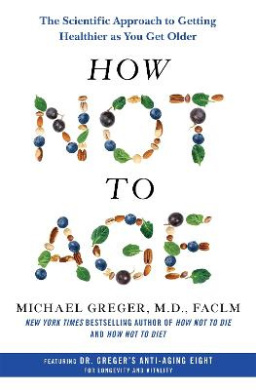 The Scientific Approach to Getting
Healthier as You Get Older
HOW
NOT
TO
AGE
MICHAEL GREGER, M.D., FACLM
NEW YORK TIMES BESTSELLING AUTHOR OF HOW NOT TO DIE
AND HOW NOT TO DIET
FEATURING DR. GREGER'S ANTI-AGING EIGHT
FOR LONGEVITY AND VITALITY